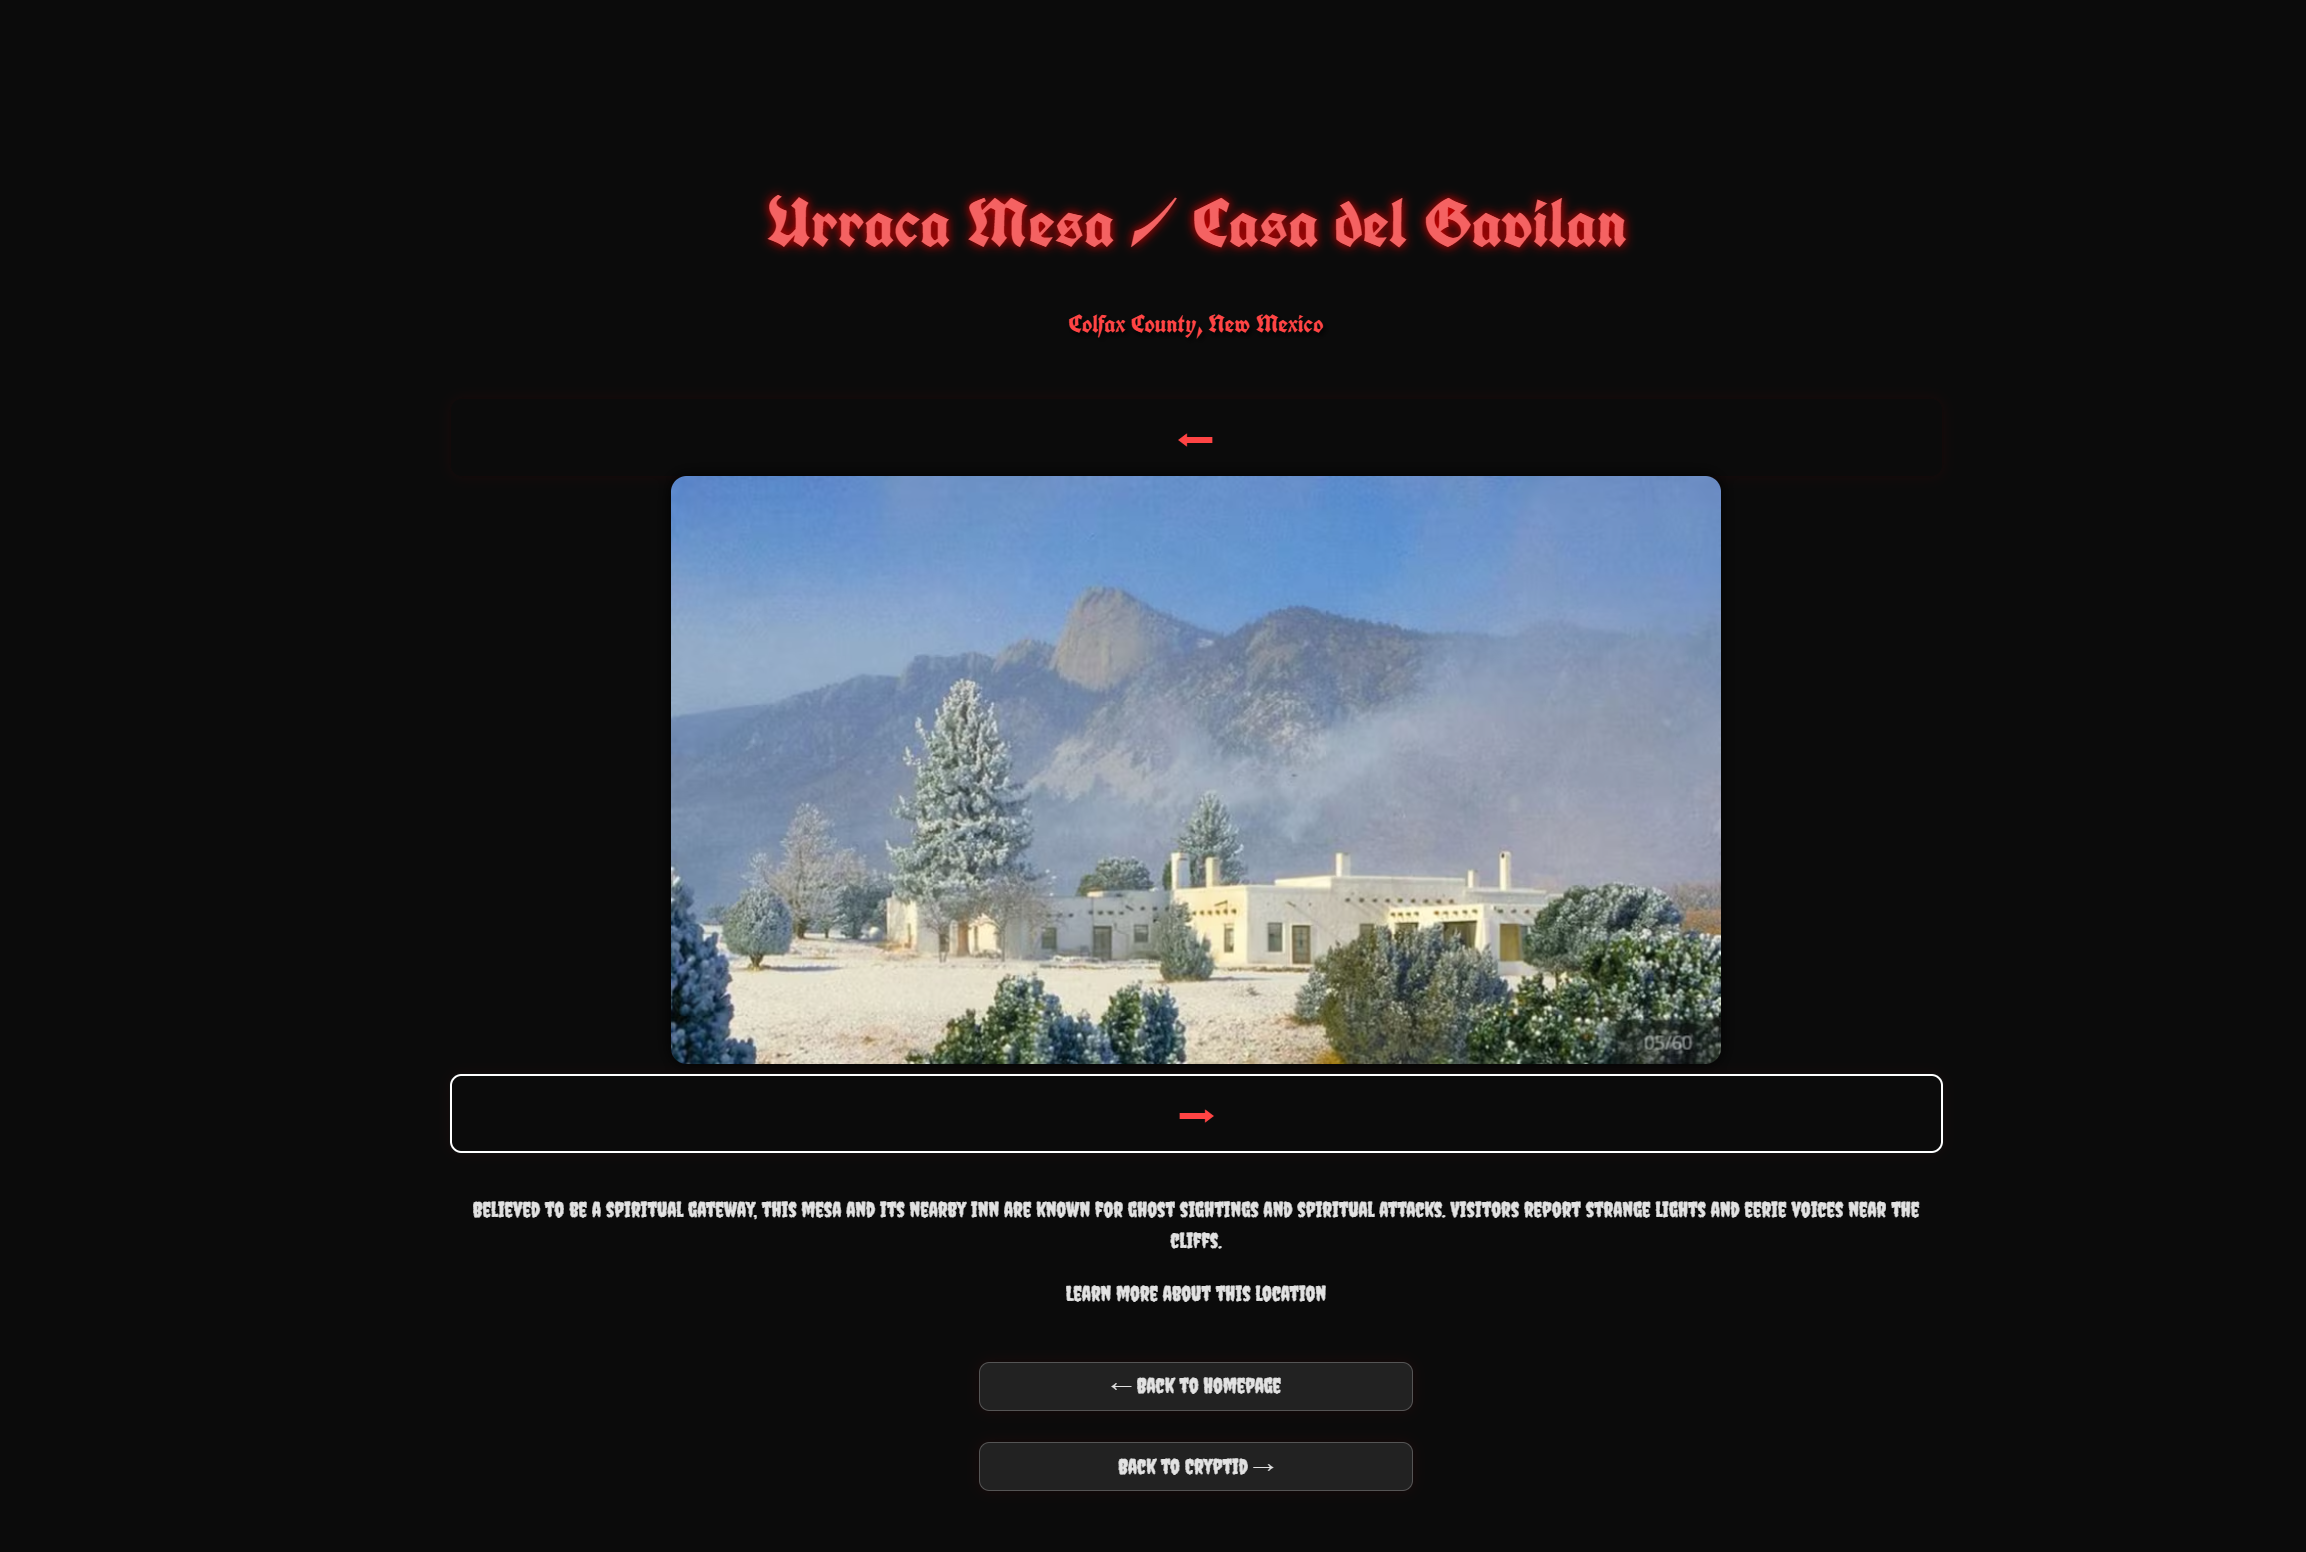 Urraca Mesa / Casa del Gavilan
Colfax County, New Mexico
←
05/60
→
BELIEVED TO BE A SPIRITUAL GATEWAY, THIS MESA AND ITS NEARBY INN ARE KNOWN FOR GHOST SIGHTINGS AND SPIRITUAL ATTACKS. VISITORS REPORT STRANGE LIGHTS AND EERIE VOICES NEAR THE
CLIFFS.
LEARN MORE ABOUT THIS LOCATION
← BACK TO HOMEPAGE
BACK TO CRYPTID →